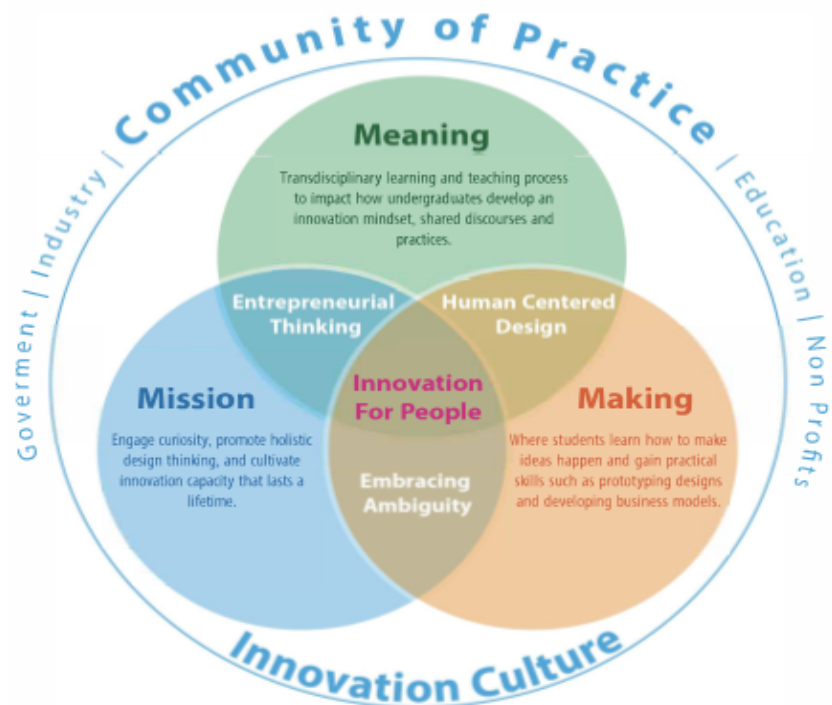 Community of Practice
Goverment | Industry |
| Education | Non Profits
Meaning
Transdisciplinary learning and teaching process
to impact how undergraduates develop an
innovation mindset, shared discourses and
practices.
Entrepreneurial
Thinking
Human Centered
Design
Innovation
For People
Mission
Engage curiosity, promote holistic
design thinking, and cultivate
innovation capacity that lasts a
lifetime.
Making
Where students learn how to make
ideas happen and gain practical
skills such as prototyping designs
and developing business models.
Embracing
Ambiguity
Innovation Culture